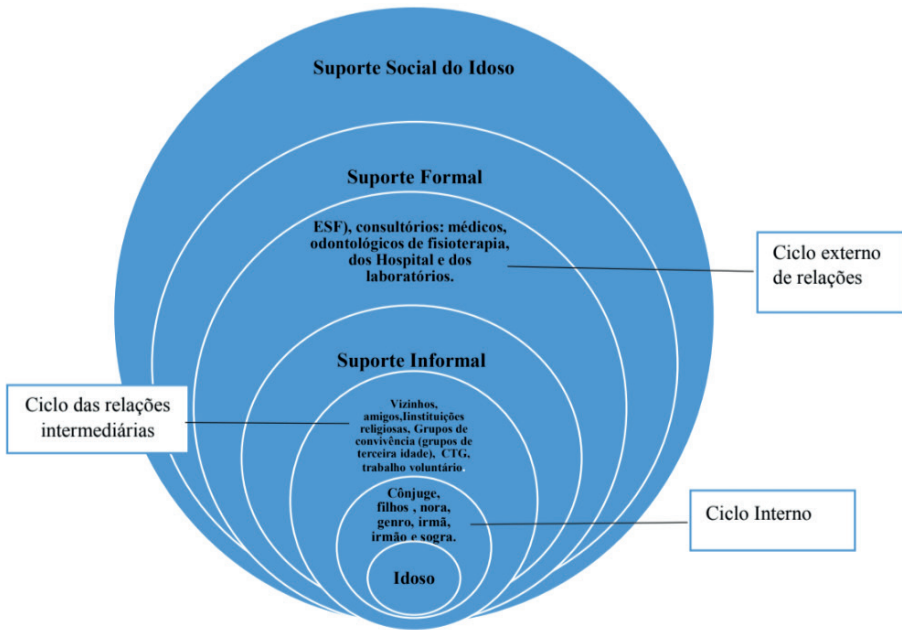 Suporte Social do Idoso
Suporte Formal
ESF), consultórios: médicos,
odontológicos de fisioterapia,
dos Hospital e dos
laboratórios.
Ciclo externo
de relações
Suporte Informal
Ciclo das relações
intermediárias
Vizinhos,
amigos,Iinstituições
religiosas, Grupos de
convivência (grupos de
terceira idade), CTG,
trabalho voluntário.
Cônjuge,
filhos , nora,
genro, irmã,
irmão e sogra.
Ciclo Interno
Idoso